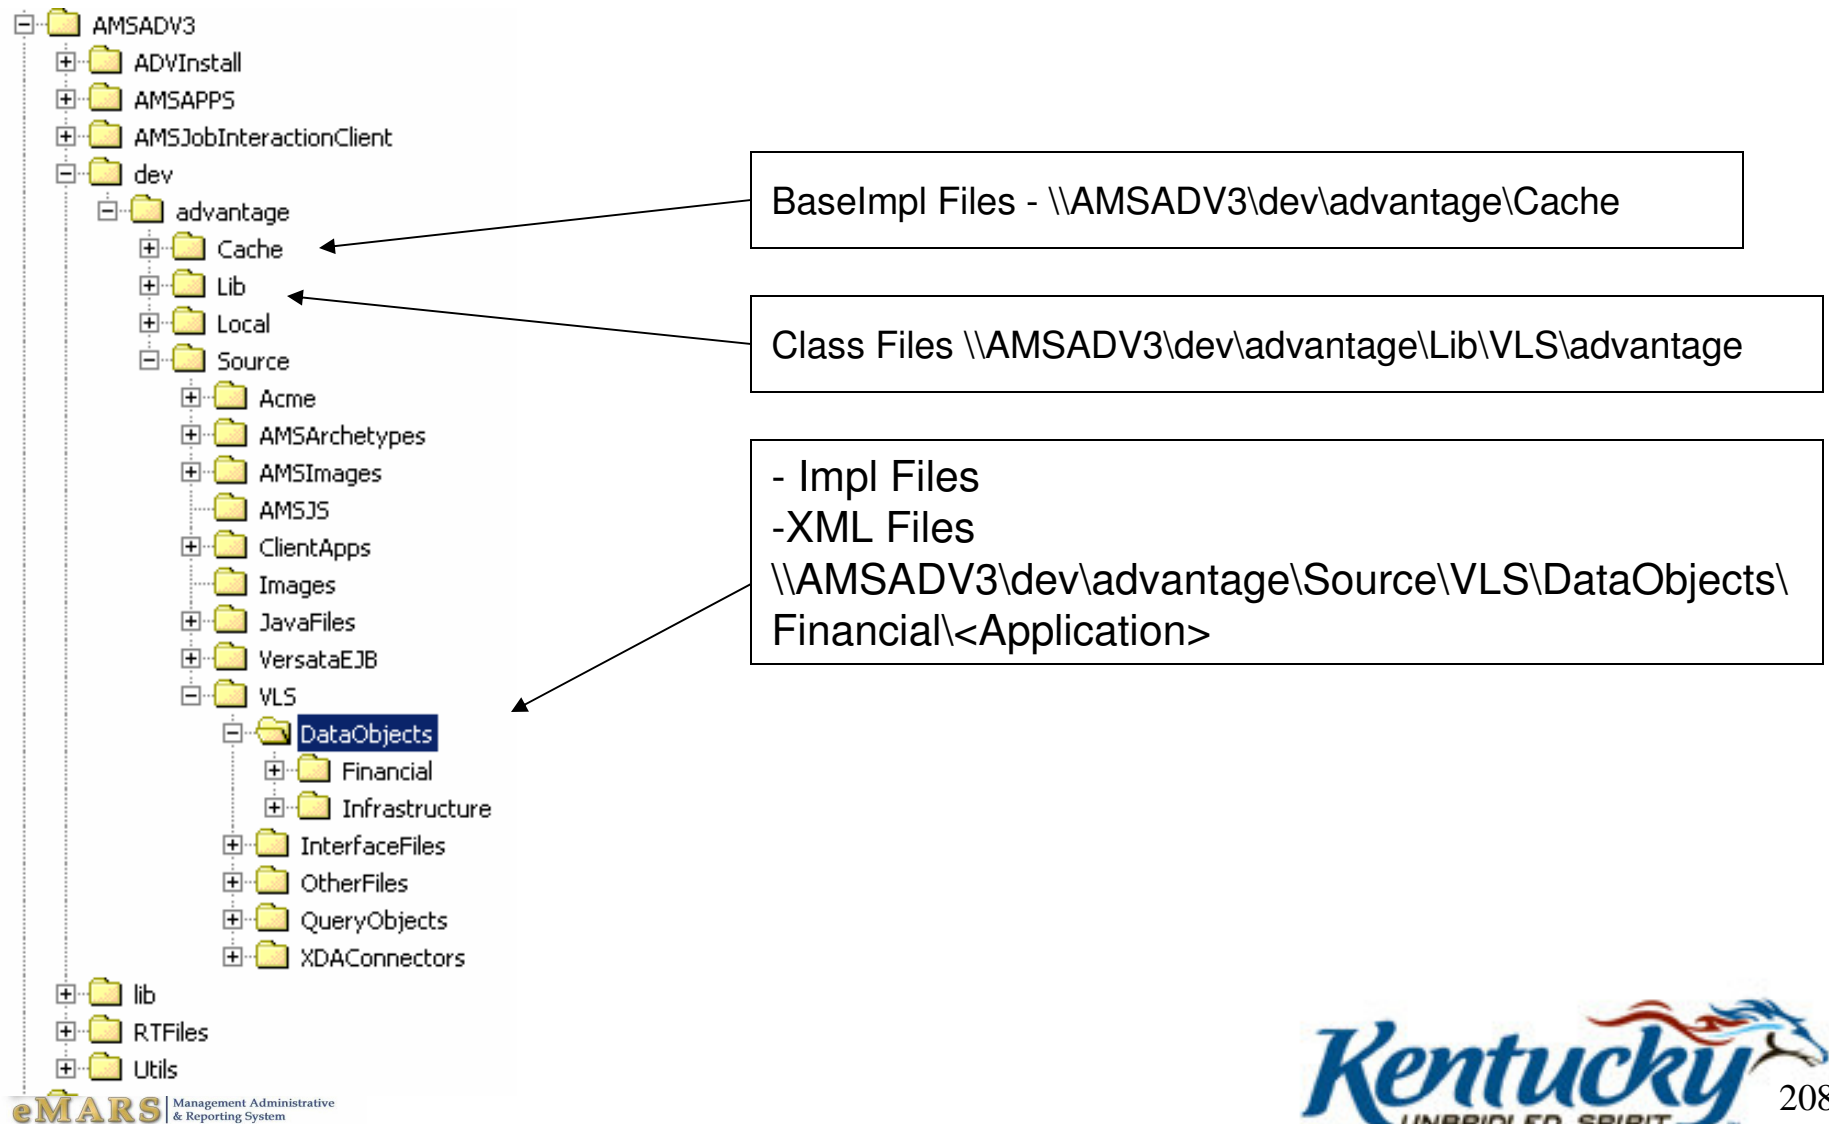 AMSADV3
ADVInstall
AMSAPPS
AMSJobInteractionClient
dev
advantage
Cache
Lib
Local
Source
Acme
AMSArchetypes
AMSImages
AMSJS
ClientApps
Images
JavaFiles
VersataEJB
VLS
DataObjects
Financial
Infrastructure
InterfaceFiles
OtherFiles
QueryObjects
XDAConnectors
lib
RTFiles
Utils
BaseImpl Files - \\AMSADV3\dev\advantage\Cache
Class Files \\AMSADV3\dev\advantage\Lib\VLS\advantage
- Impl Files
-XML Files
\\AMSADV3\dev\advantage\Source\VLS\DataObjects\
Financial\<Application>
eMARS
Management Administrative
& Reporting System
Kentucky
UNBRIDLED SPIRIT
208